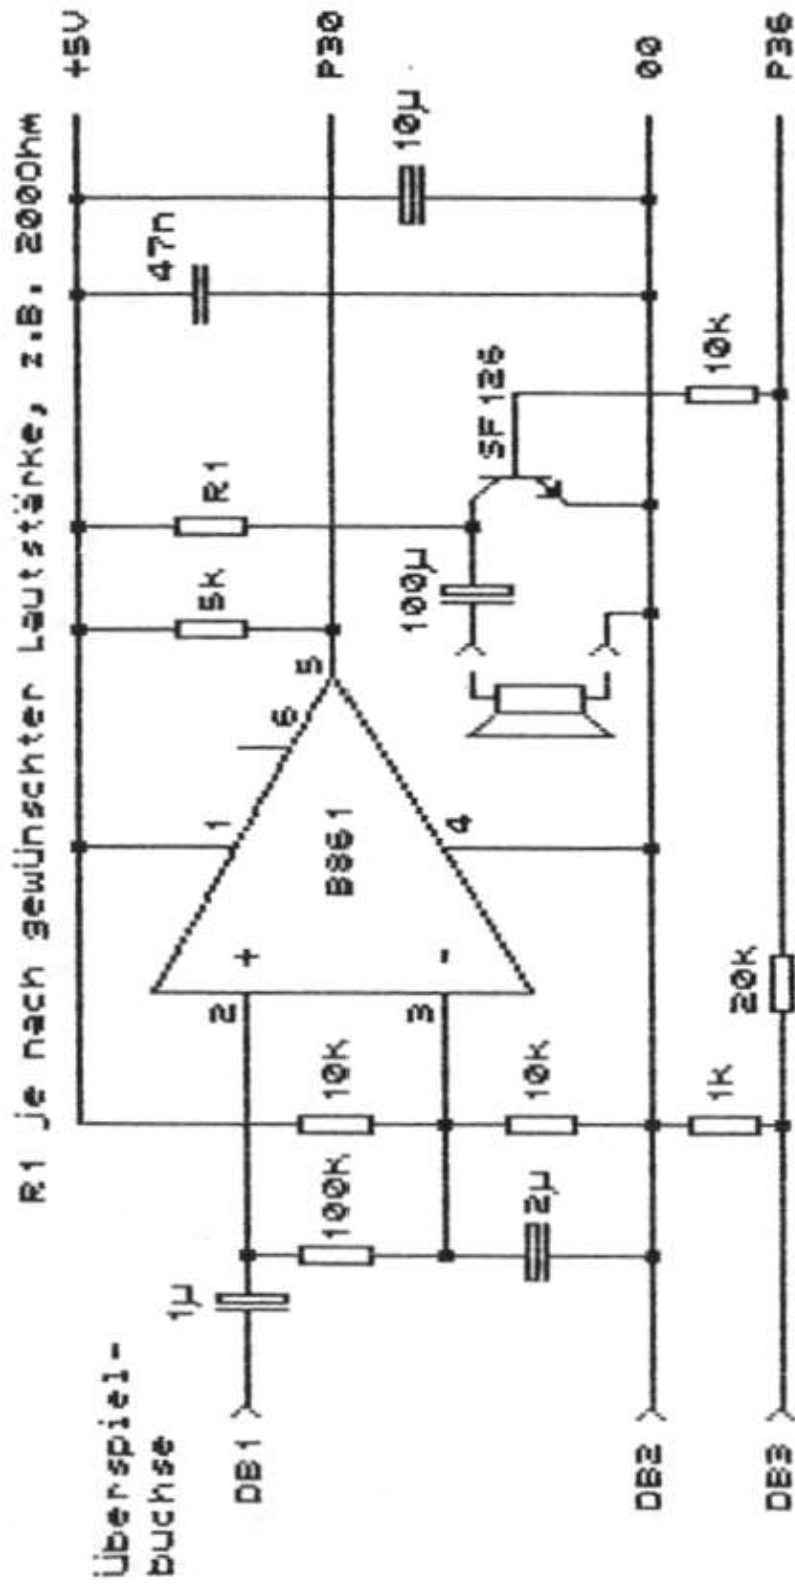 R1 je nach gewünschter Lautstärke, z.B. 200Ohm
+5V
47n
R1
5k
10µ
P30
6
1
5
Überspiel-
buchse
1µ
DB1
2
+
B861
100k
10k
3
-
4
100µ
SF126
2µ
10k
DB2
00
1k
20k
10k
DB3
P36